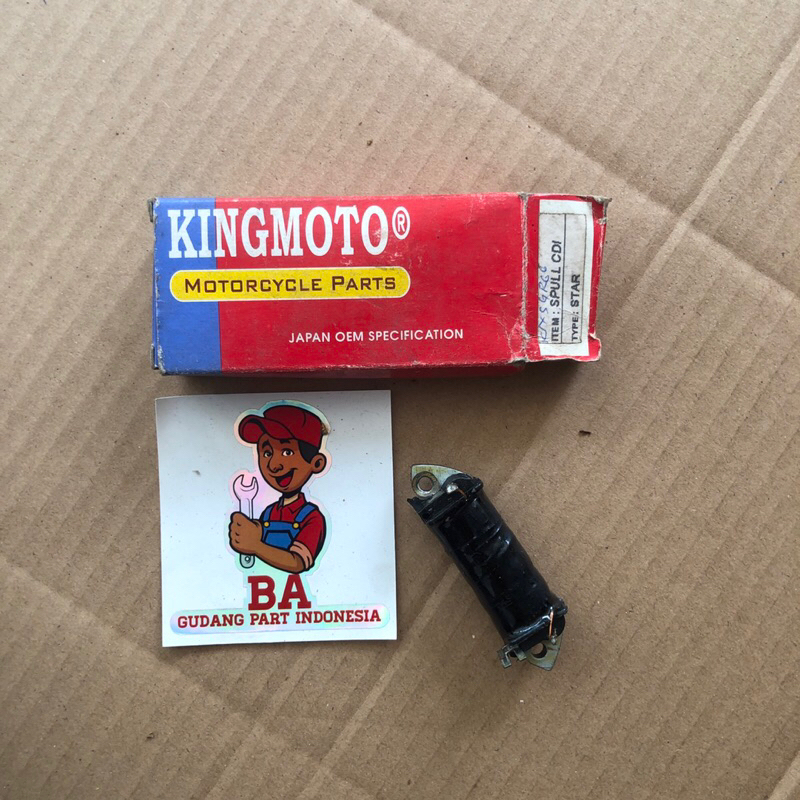 KINGMOTO®
MOTORCYCLE PARTS
JAPAN OEM SPECIFICATION
ITEM : SPULL CDI
TYPE : STAR
BA
GUDANG PART INDONESIA